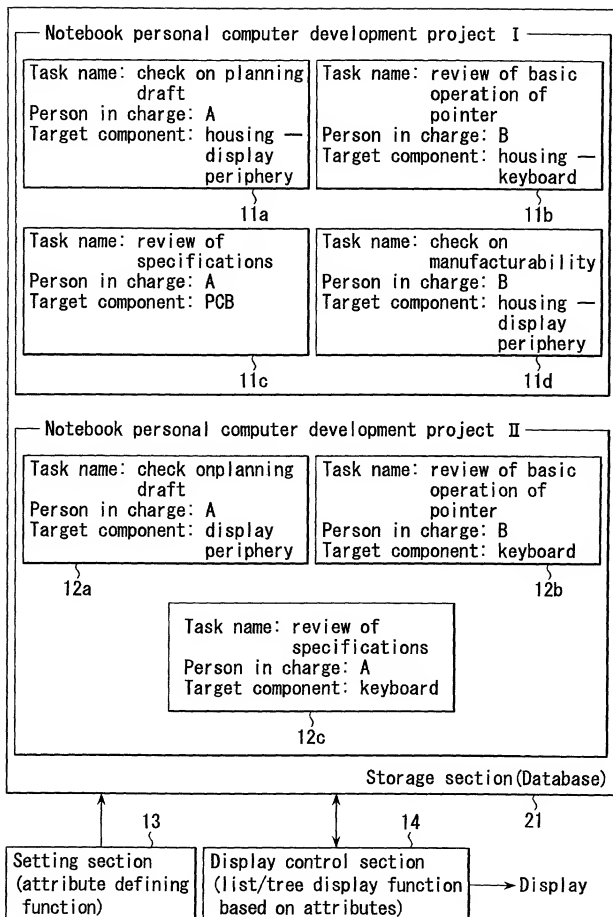 Notebook personal computer development project I
Task name: check on planning
draft
Person in charge: A
Target component: housing —
display
periphery
11a
Task name: review of basic
operation of
pointer
Person in charge: B
Target component: housing —
keyboard
11b
Task name: review of
specifications
Person in charge: A
Target component: PCB
11c
Task name: check on
manufacturability
Person in charge: B
Target component: housing —
display
periphery
11d
Notebook personal computer development project II
Task name: check onplanning
draft
Person in charge: A
Target component: display
periphery
12a
Task name: review of basic
operation of
pointer
Person in charge: B
Target component: keyboard
12b
Task name: review of
specifications
Person in charge: A
Target component: keyboard
12c
Storage section(Database)
21
13
Setting section
(attribute defining
function)
14
Display control section
(list/tree display function
based on attributes)
Display